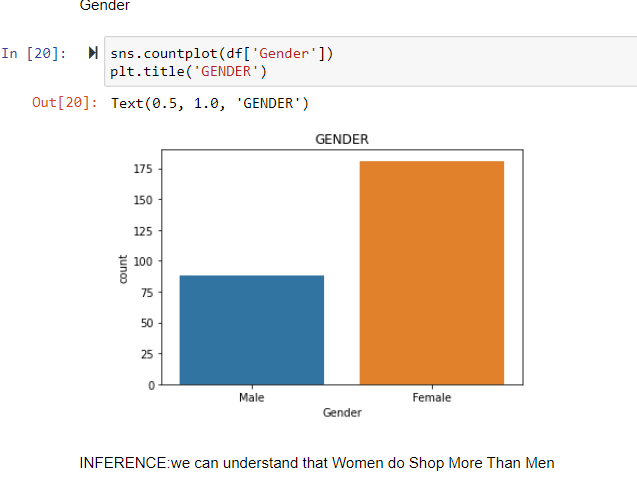 Gender
In [20]: sns.countplot(df['Gender'])
plt.title('GENDER')
Out[20]: Text(0.5, 1.0, 'GENDER')
GENDER
175
150
125
100
75
50
25
0
count
Male Female
Gender
INFERENCE:we can understand that Women do Shop More Than Men